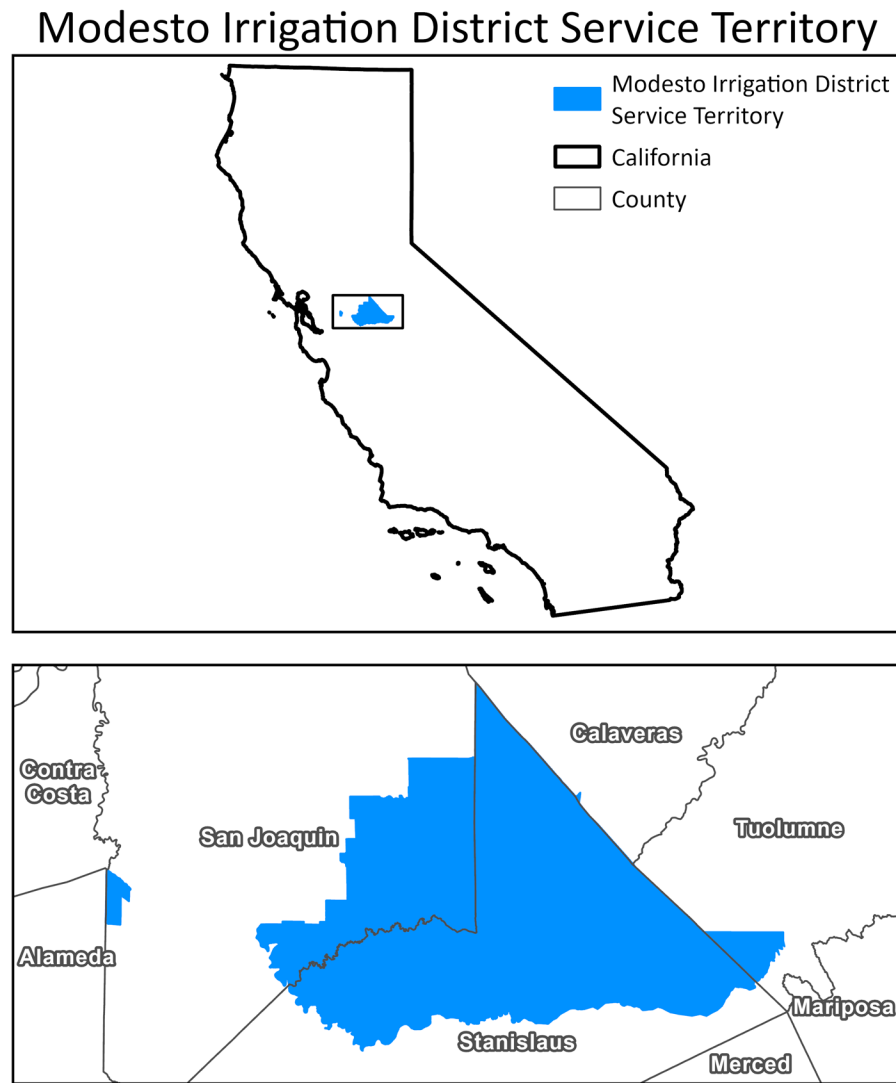 Modesto Irrigation District Service Territory
Modesto Irrigation District
Service Territory
California
County
Calaveras
Contra
Costa
San Joaquin
Tuolumne
Alameda
Mariposa
Stanislaus
Merced